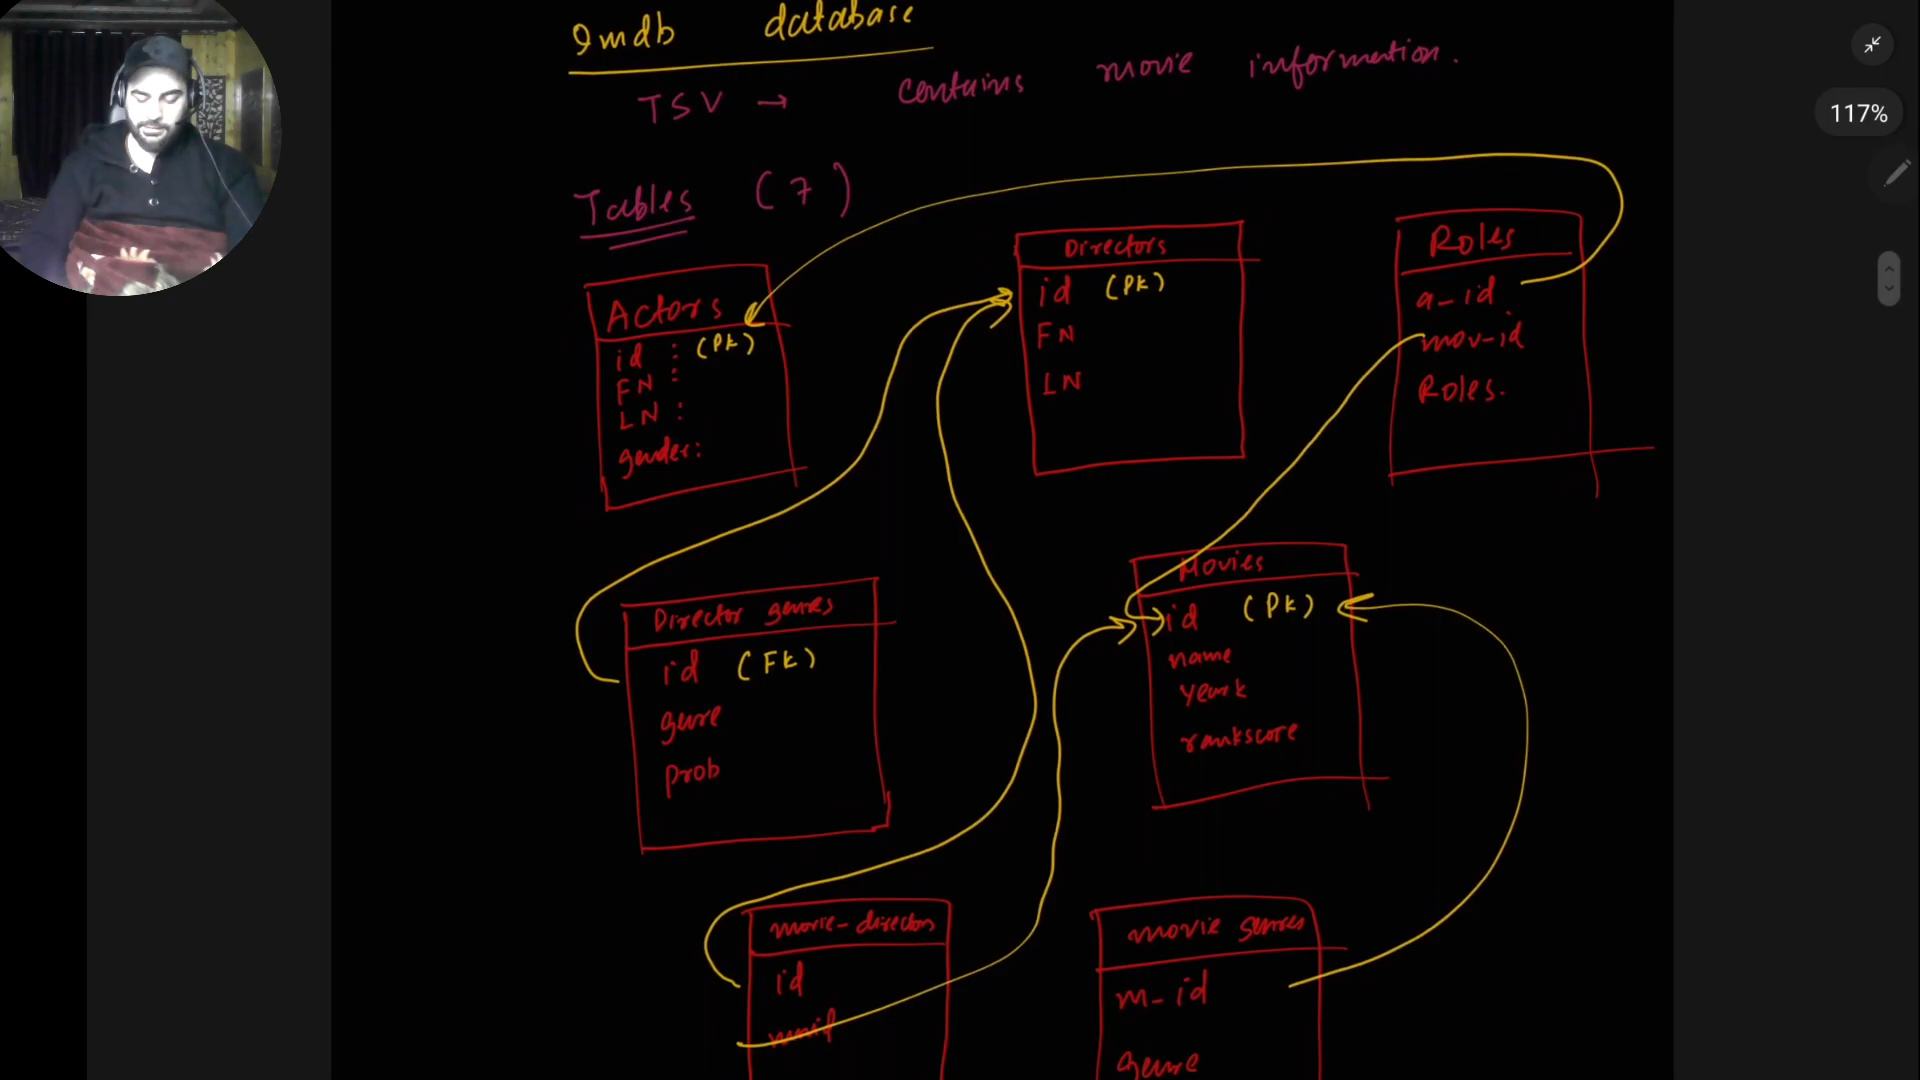 Imdb database
TSV → contains movie information.
117%
Tables (7)
Actors
id : (PK)
FN :
LN :
gender:
Directors
id (PK)
FN
LN
Roles
a-id
mov-id
Roles.
Director genres
id (FK)
genre
prob
Movies
id (PK)
name
year
rankscore
movie-directors
id
movie genres
m-id
genre